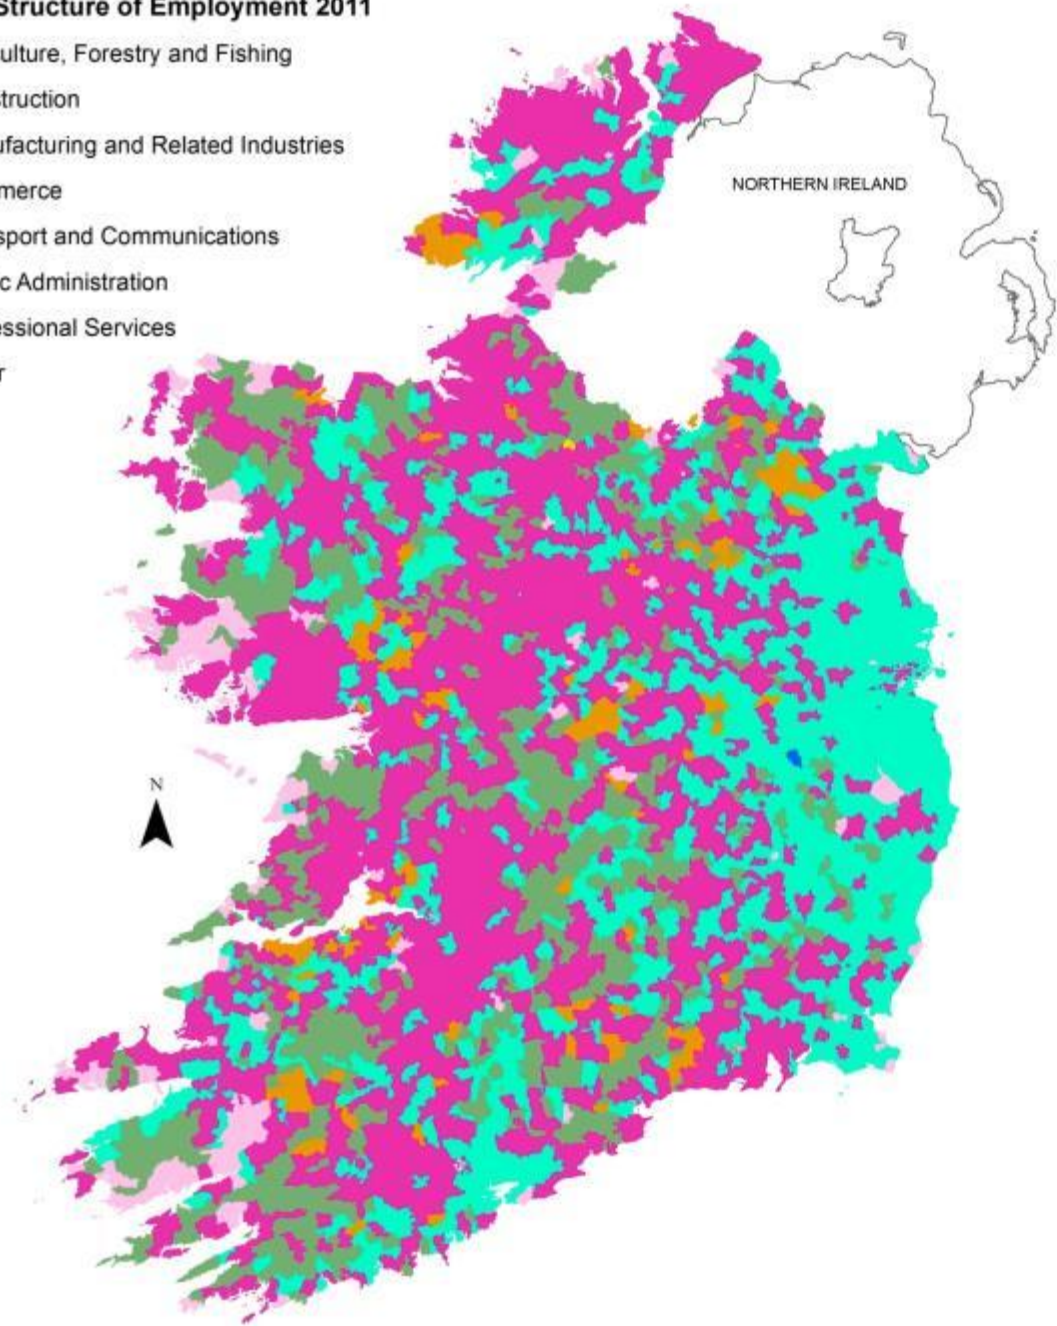 Structure of Employment 2011
ulture, Forestry and Fishing
truction
ufacturing and Related Industries
merce
sport and Communications
c Administration
essional Services
r
NORTHERN IRELAND
N